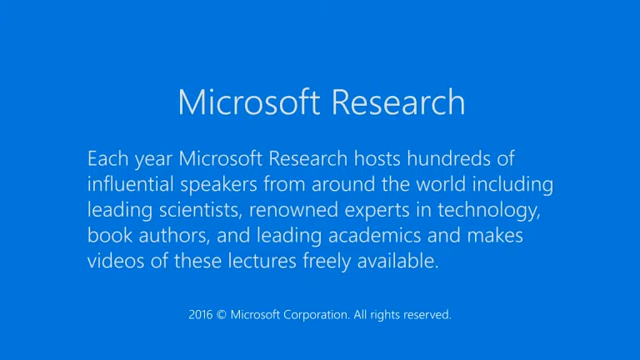 Microsoft Research
Each year Microsoft Research hosts hundreds of
influential speakers from around the world including
leading scientists, renowned experts in technology,
book authors, and leading academics and makes
videos of these lectures freely available.
2016 © Microsoft Corporation. All rights reserved.